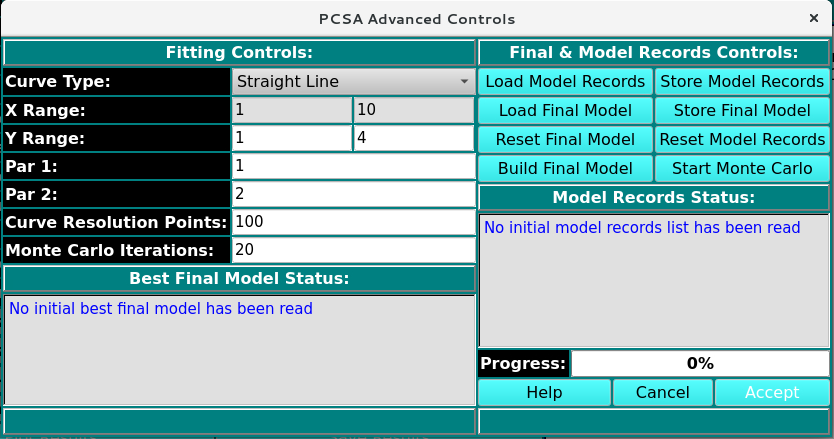 PCSA Advanced Controls
Fitting Controls:
Curve Type: Straight Line
X Range: 1 10
Y Range: 1 4
Par 1: 1
Par 2: 2
Curve Resolution Points: 100
Monte Carlo Iterations: 20
Best Final Model Status:
No initial best final model has been read
Final & Model Records Controls:
Load Model Records Store Model Records
Load Final Model Store Final Model
Reset Final Model Reset Model Records
Build Final Model Start Monte Carlo
Model Records Status:
No initial model records list has been read
Progress: 0%
Help Cancel Accept